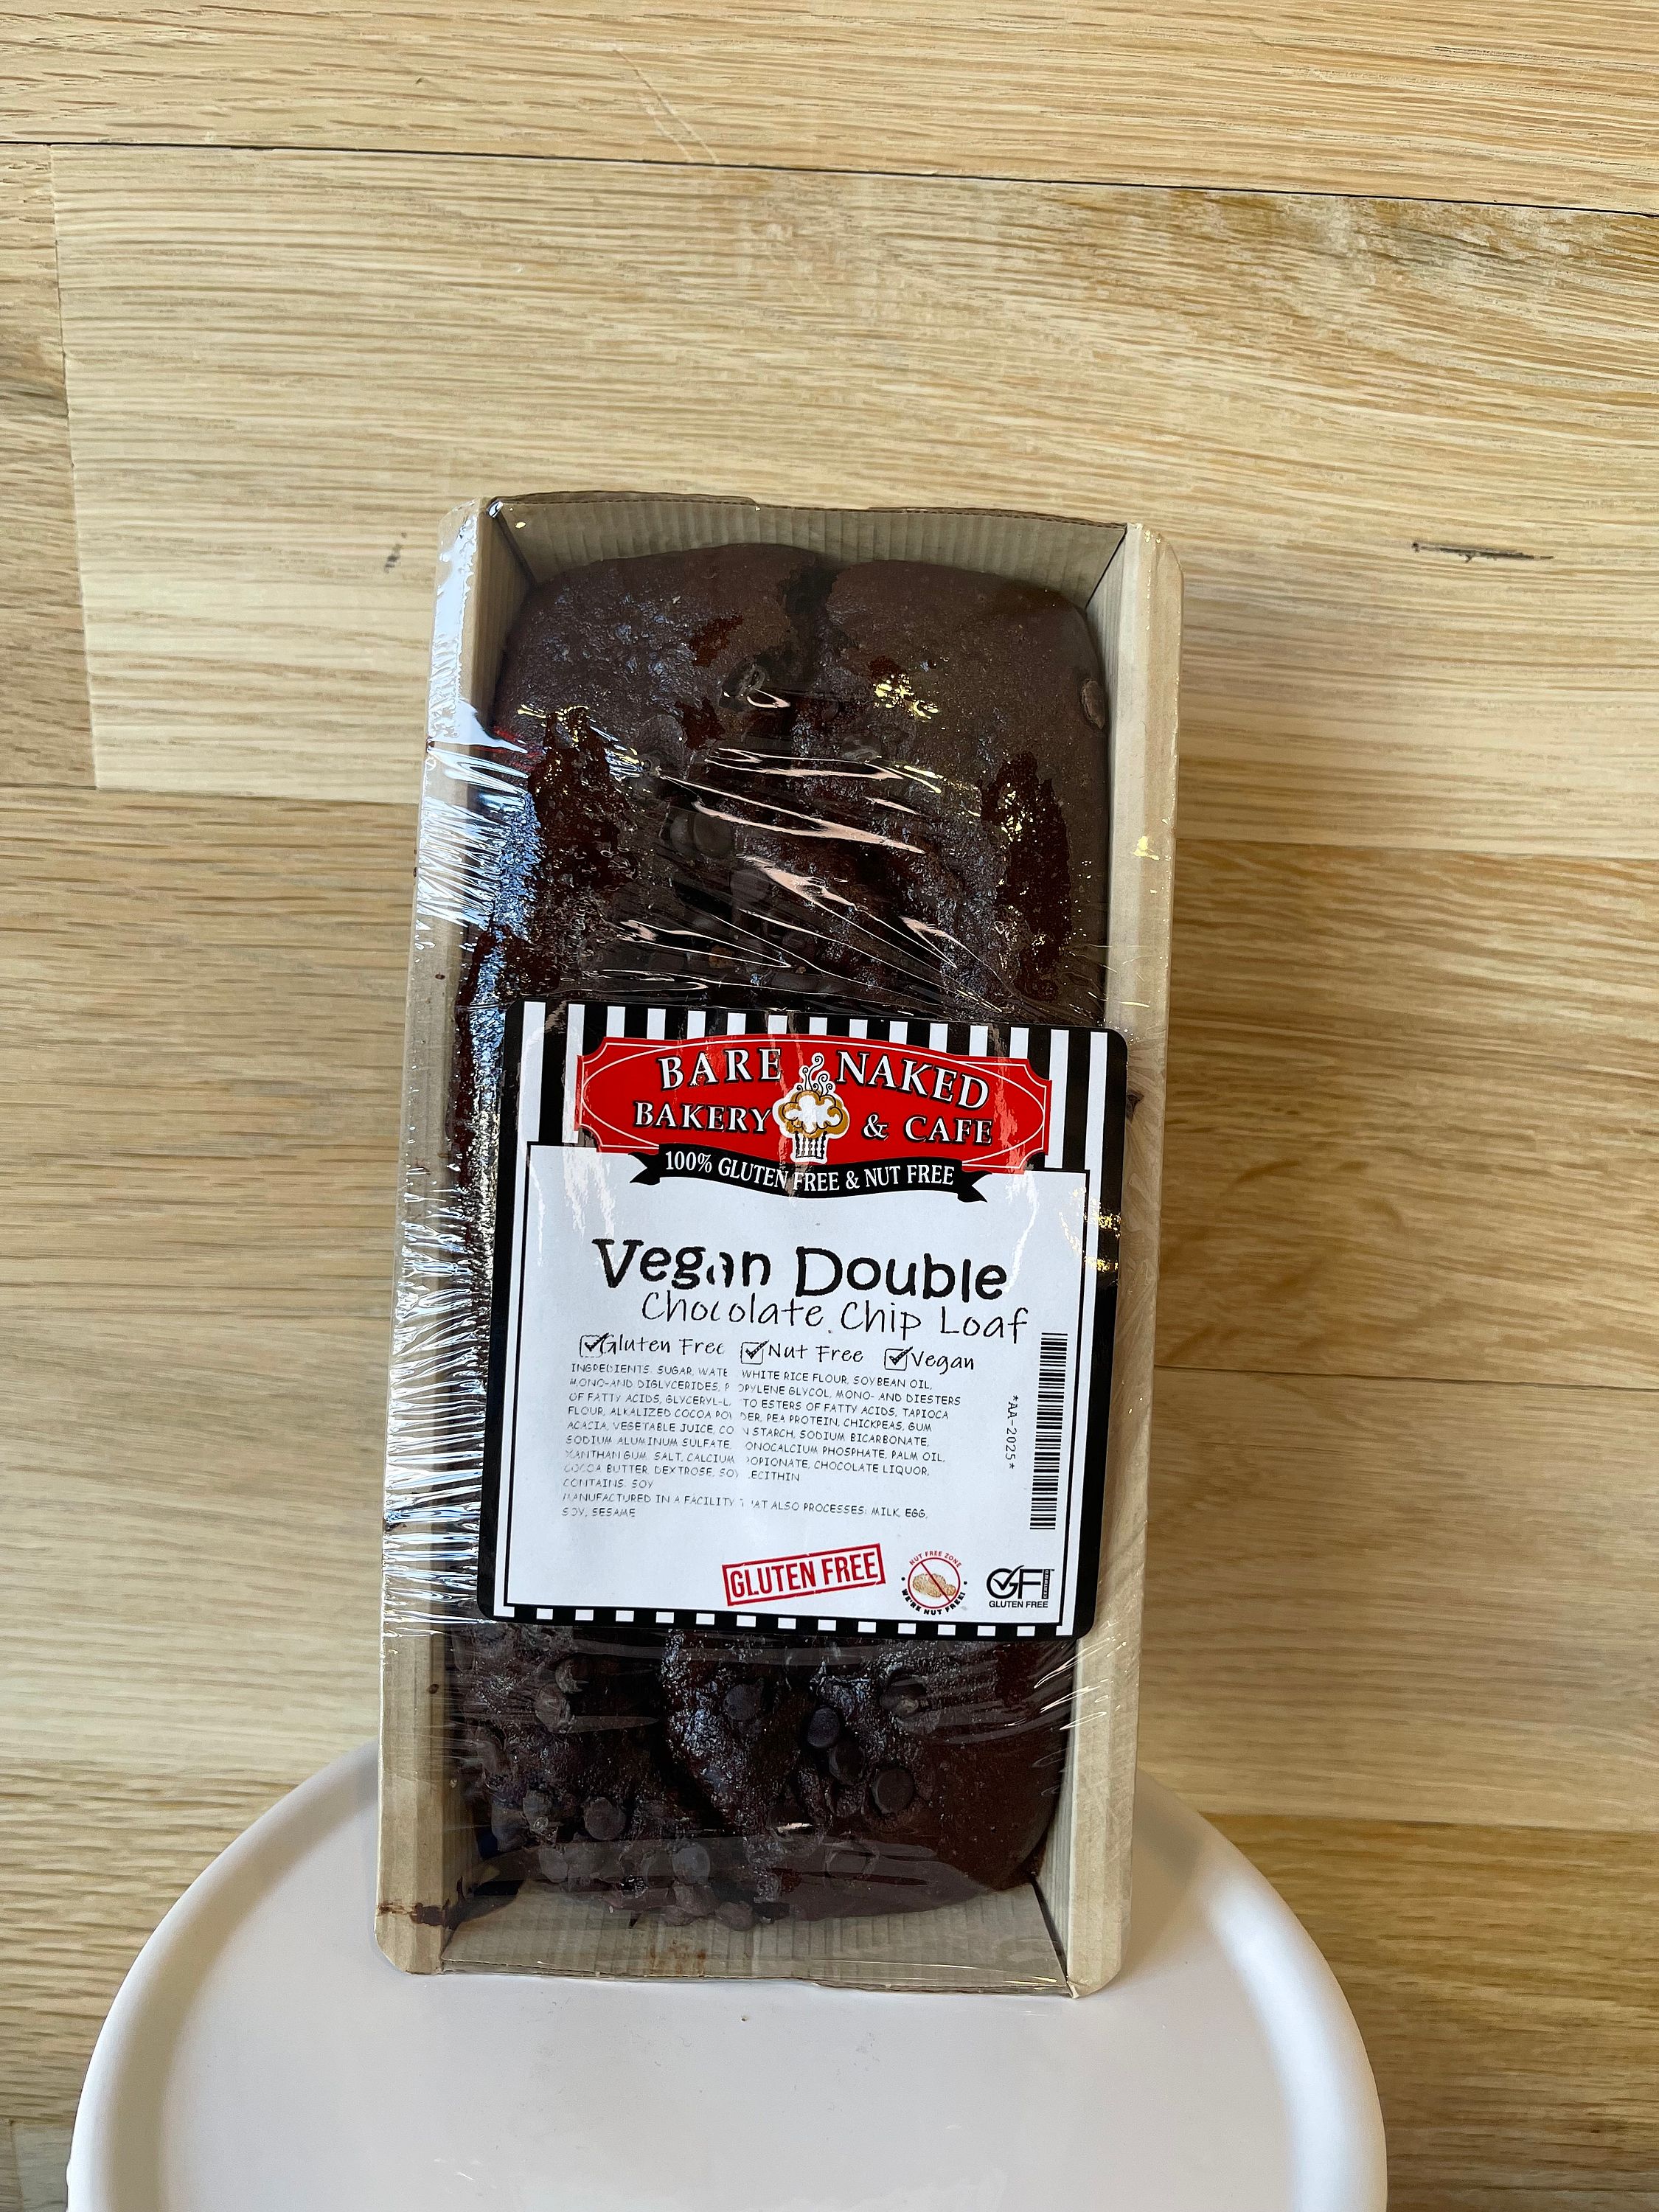 BARE NAKED
BAKERY & CAFE
100% GLUTEN FREE & NUT FREE
Vegan Double
Chocolate Chip Loaf
Gluten Free Nut Free Vegan
INGREDIENTS: SUGAR, WATE WHITE RICE FLOUR, SOYBEAN OIL,
MONO-AND DIGLYCERIDES, P OPYLENE GLYCOL, MONO- AND DIESTERS
OF FATTY ACIDS, GLYCERYL-L TO ESTERS OF FATTY ACIDS, TAPIOCA
FLOUR, ALKALIZED COCOA PO DER, PEA PROTEIN, CHICKPEAS, GUM
ACACIA, VEGETABLE JUICE, CO N STARCH, SODIUM BICARBONATE,
SODIUM ALUMINUM SULFATE, ONOCALCIUM PHOSPHATE, PALM OIL,
XANTHAN GUM, SALT, CALCIUM OPIONATE, CHOCOLATE LIQUOR,
COCOA BUTTER, DEXTROSE, SOY LECITHIN
CONTAINS: SOY
MANUFACTURED IN A FACILITY THAT ALSO PROCESSES: MILK, EGG,
SOY, SESAME
*AA-2025*
GLUTEN FREE
NUT FREE ZONE
WE'RE NUT FREE!
GF
CERTIFIED
GLUTEN FREE